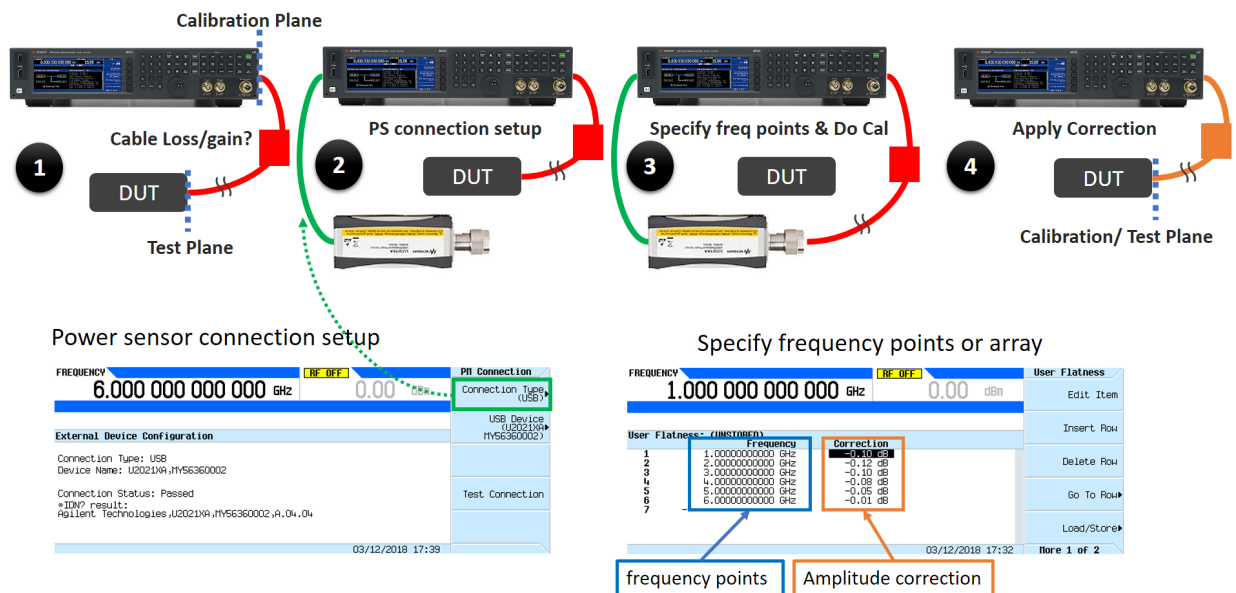 Calibration Plane
Cable Loss/gain?
1
DUT
Test Plane
2
PS connection setup
DUT
3
Specify freq points & Do Cal
DUT
4
Apply Correction
DUT
Calibration/ Test Plane
Power sensor connection setup
FREQUENCY
6.000 000 000 000 GHz
RF OFF
0.00 dBm
PM Connection
Connection Type
(USB)
USB Device
(U2021XA
MY56360002)
External Device Configuration
Connection Type: USB
Device Name: U2021XA,MY56360002
Connection Status: Passed
*IDN? result:
Agilent Technologies,U2021XA,MY56360002,A.04.04
Test Connection
03/12/2018 17:39
Specify frequency points or array
FREQUENCY
1.000 000 000 000 GHz
RF OFF
0.00 dBm
User Flatness
Edit Item
Insert Row
Delete Row
Go To Row
Load/Store
More 1 of 2
User Flatness: (UNSTORED)
Frequency Correction
1 1.00000000000 GHz -0.10 dB
2 2.00000000000 GHz -0.12 dB
3 3.00000000000 GHz -0.10 dB
4 4.00000000000 GHz -0.08 dB
5 5.00000000000 GHz -0.05 dB
6 6.00000000000 GHz -0.01 dB
7 -
03/12/2018 17:32
frequency points
Amplitude correction